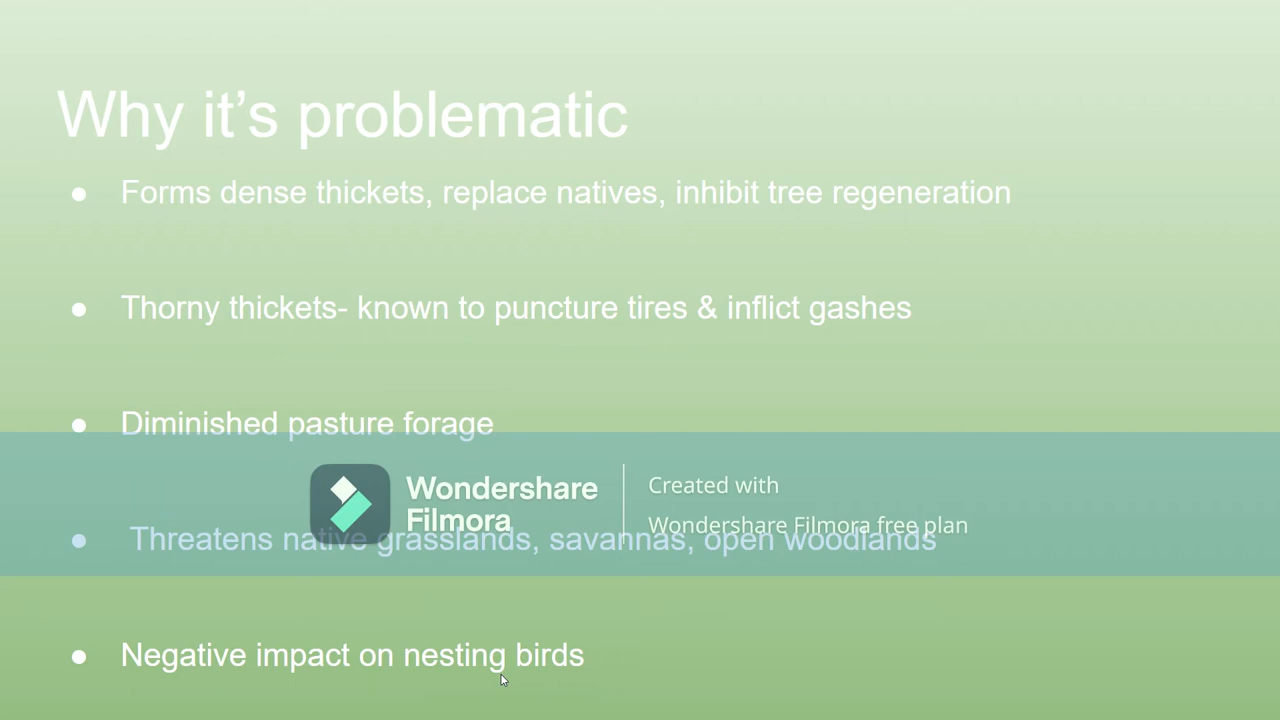 Why it’s problematic
● Forms dense thickets, replace natives, inhibit tree regeneration
● Thorny thickets- known to puncture tires & inflict gashes
● Diminished pasture forage
Wondershare
Filmora
Created with
Wondershare Filmora free plan
● Threatens native grasslands, savannas, open woodlands
● Negative impact on nesting birds